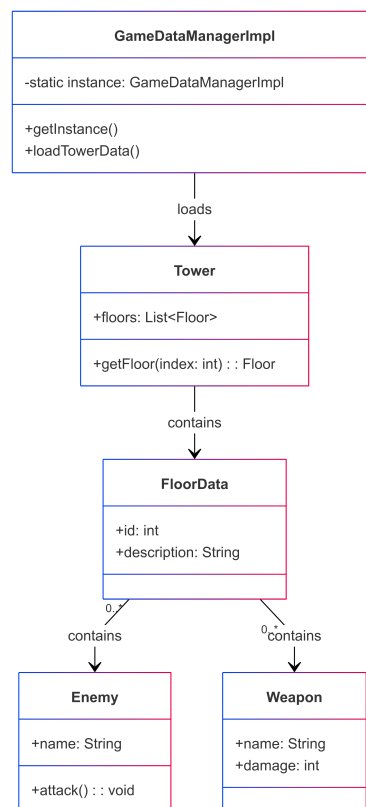 GameDataManagerImpl
-static instance: GameDataManagerImpl
+getInstance()
+loadTowerData()
loads
Tower
+floors: List<Floor>
+getFloor(index: int) : : Floor
contains
FloorData
+id: int
+description: String
0..*
0..*
contains
contains
Enemy
+name: String
+attack() : : void
Weapon
+name: String
+damage: int